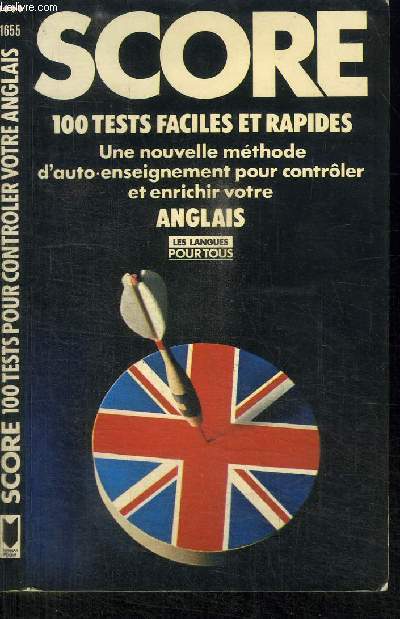 SCORE
100 TESTS FACILES ET RAPIDES
Une nouvelle méthode
d'auto-enseignement pour contrôler
et enrichir votre
ANGLAIS
LES LANGUES
POUR TOUS
1655
SCORE 100 TESTS POUR CONTROLER VOTRE ANGLAIS